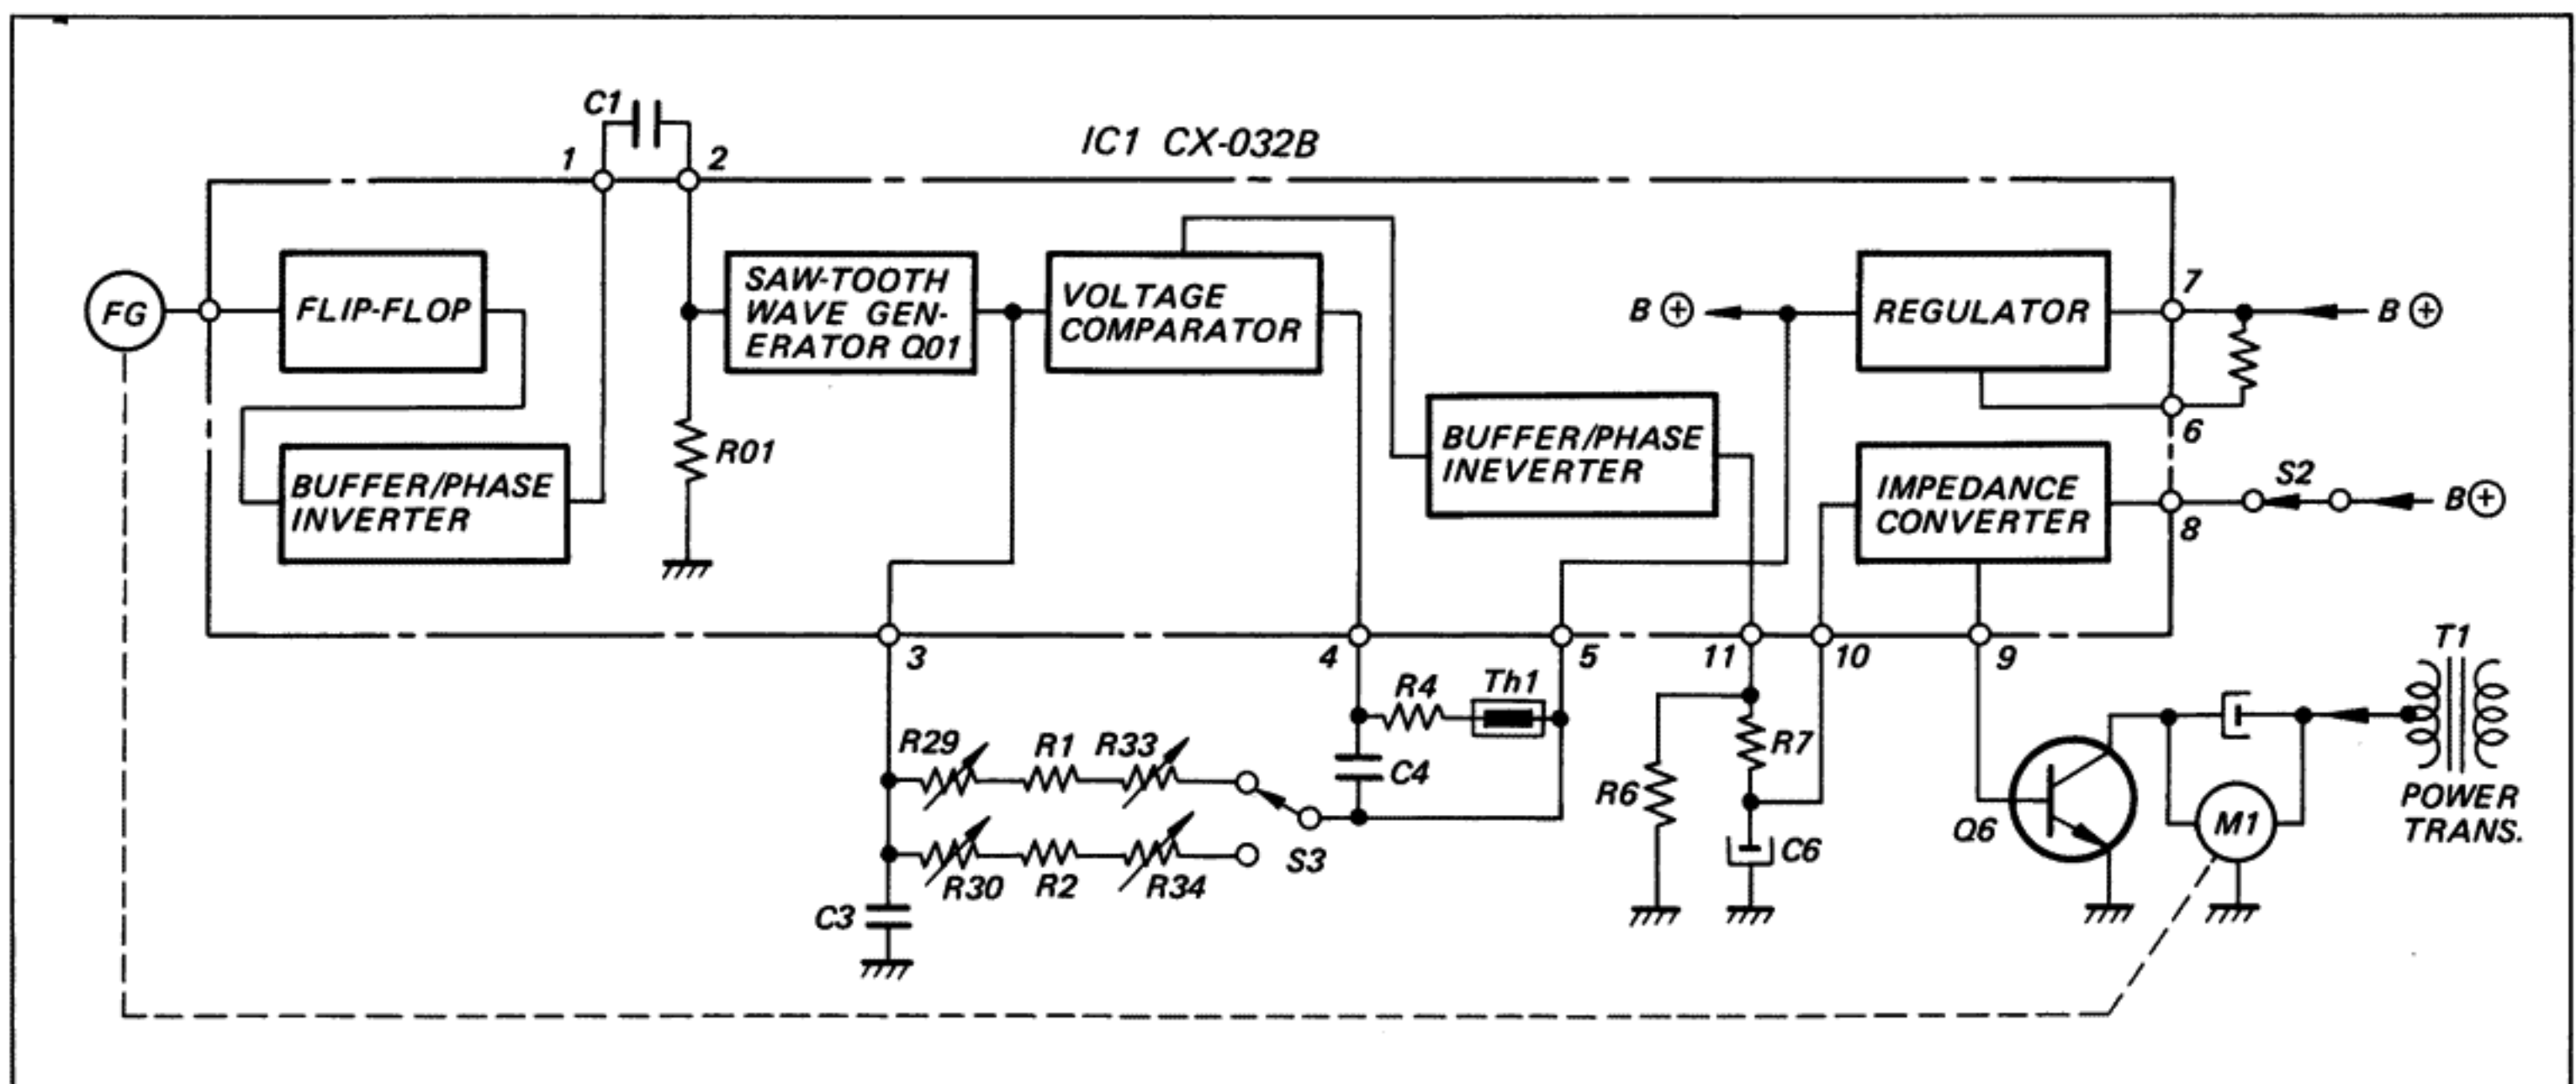 C1
1
2
IC1 CX-032B
FG
FLIP-FLOP
SAW-TOOTH
WAVE GEN-
ERATOR Q01
VOLTAGE
COMPARATOR
B⊕
REGULATOR
7
B⊕
6
R01
BUFFER/PHASE
INVERTER
BUFFER/PHASE
INEVERTER
IMPEDANCE
CONVERTER
8
S2
B⊕
3
4
5
11
10
9
T1
POWER
TRANS.
R4
Th1
R29
R1
R33
C4
R7
R6
Q6
M1
R30
R2
R34
S3
C6
C3